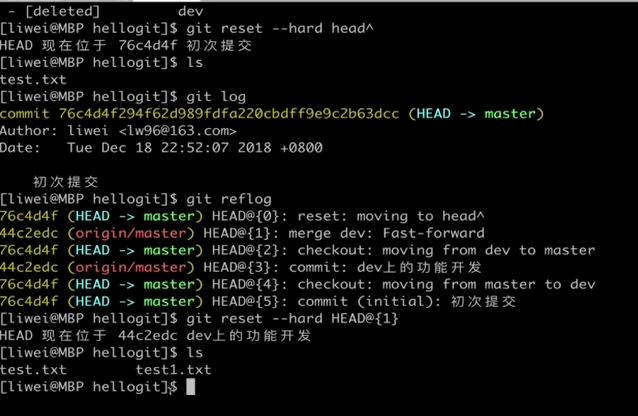 - [deleted]         dev
[liwei@MBP hellogit]$ git reset --hard head^
HEAD 现在位于 76c4d4f 初次提交
[liwei@MBP hellogit]$ ls
test.txt
[liwei@MBP hellogit]$ git log
commit 76c4d4f294f62d989fdfa220cbdff9e9c2b63dcc (HEAD -> master)
Author: liwei <lw96@163.com>
Date:   Tue Dec 18 22:52:07 2018 +0800
初次提交
[liwei@MBP hellogit]$ git reflog
76c4d4f (HEAD -> master) HEAD@{0}: reset: moving to head^
44c2edc (origin/master) HEAD@{1}: merge dev: Fast-forward
76c4d4f (HEAD -> master) HEAD@{2}: checkout: moving from dev to master
44c2edc (origin/master) HEAD@{3}: commit: dev上的功能开发
76c4d4f (HEAD -> master) HEAD@{4}: checkout: moving from master to dev
76c4d4f (HEAD -> master) HEAD@{5}: commit (initial): 初次提交
[liwei@MBP hellogit]$ git reset --hard HEAD@{1}
HEAD 现在位于 44c2edc dev上的功能开发
[liwei@MBP hellogit]$ ls
test.txt        test1.txt
[liwei@MBP hellogit]$